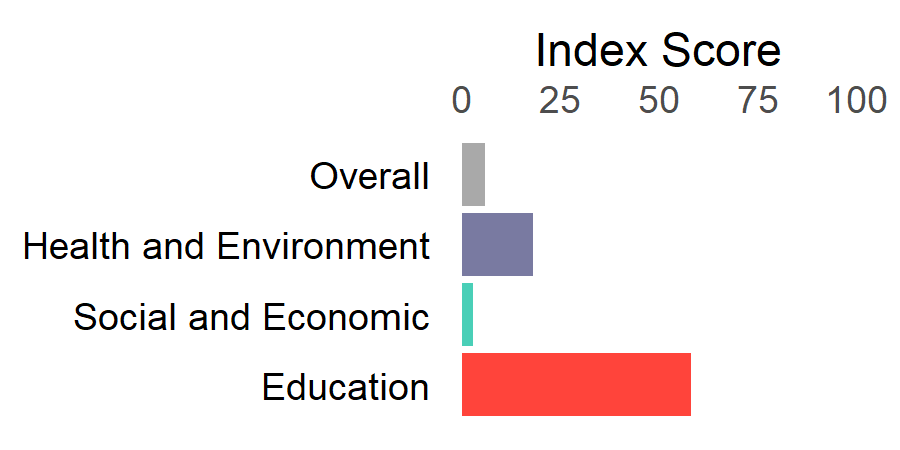 Index Score
0 25 50 75 100
Overall
Health and Environment
Social and Economic
Education